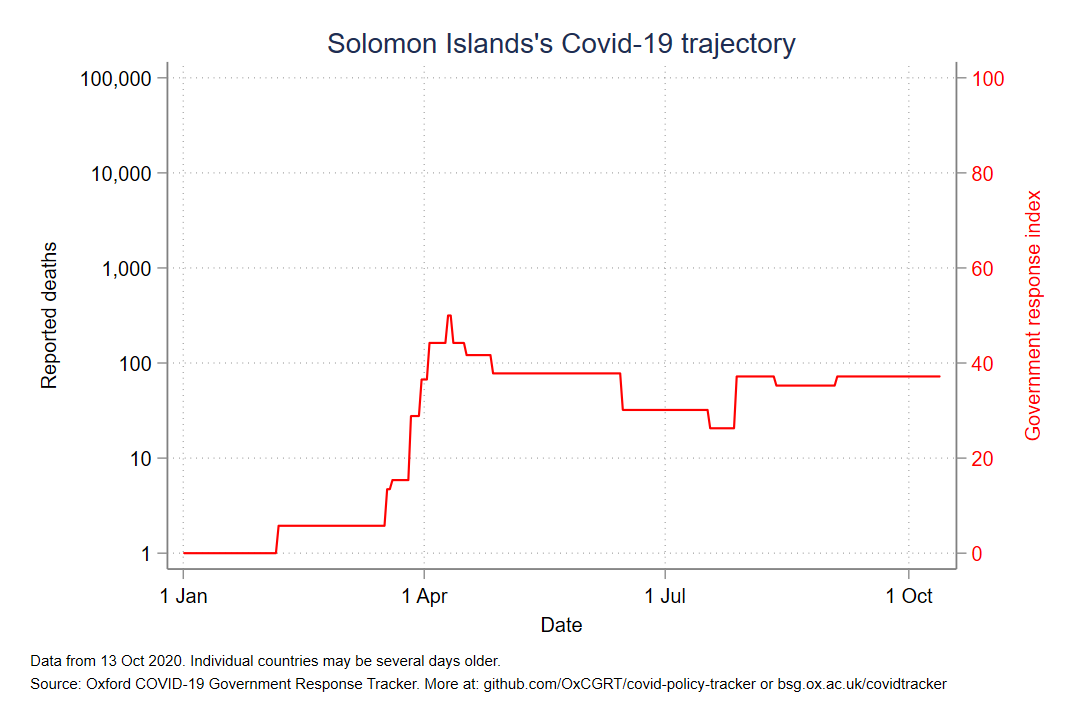 Solomon Islands's Covid-19 trajectory
100,000
10,000
1,000
100
10
1
Reported deaths
100
80
60
40
20
0
Government response index
1 Jan
1 Apr
1 Jul
1 Oct
Date
Data from 13 Oct 2020. Individual countries may be several days older.
Source: Oxford COVID-19 Government Response Tracker. More at: github.com/OxCGRT/covid-policy-tracker or bsg.ox.ac.uk/covidtracker